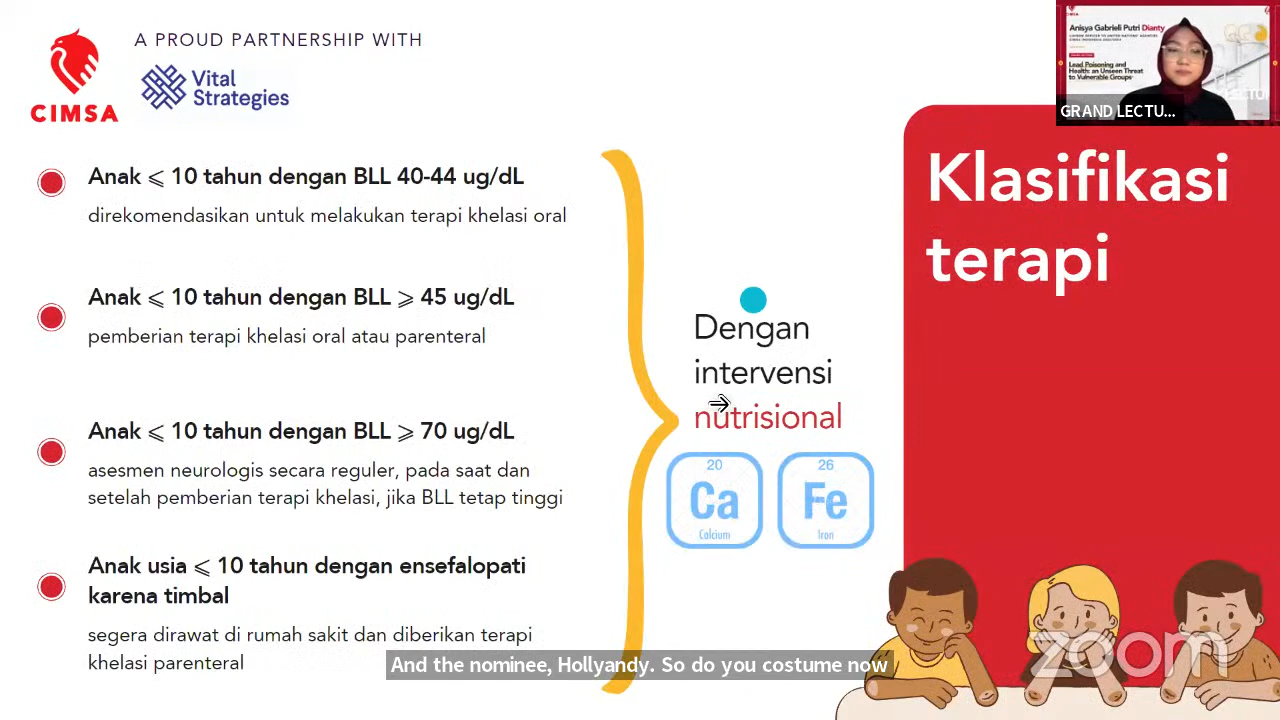 A PROUD PARTNERSHIP WITH
CIMSA
Vital
Strategies
Anak ⩽ 10 tahun dengan BLL 40-44 ug/dL
direkomendasikan untuk melakukan terapi khelasi oral
Anak ⩽ 10 tahun dengan BLL ⩾ 45 ug/dL
pemberian terapi khelasi oral atau parenteral
Anak ⩽ 10 tahun dengan BLL ⩾ 70 ug/dL
asesmen neurologis secara reguler, pada saat dan
setelah pemberian terapi khelasi, jika BLL tetap tinggi
Anak usia ⩽ 10 tahun dengan ensefalopati
karena timbal
segera dirawat di rumah sakit dan diberikan terapi
khelasi parenteral
Dengan
intervensi
nutrisional
20
Ca
Calcium
26
Fe
Iron
Klasifikasi
terapi
Anisya Gabrieli Putri Dianty
Lead Poisoning and
Health: an Unseen Threat
to Vulnerable Groups
GRAND LECTU...
And the nominee, Hollyandy. So do you costume now
zoom